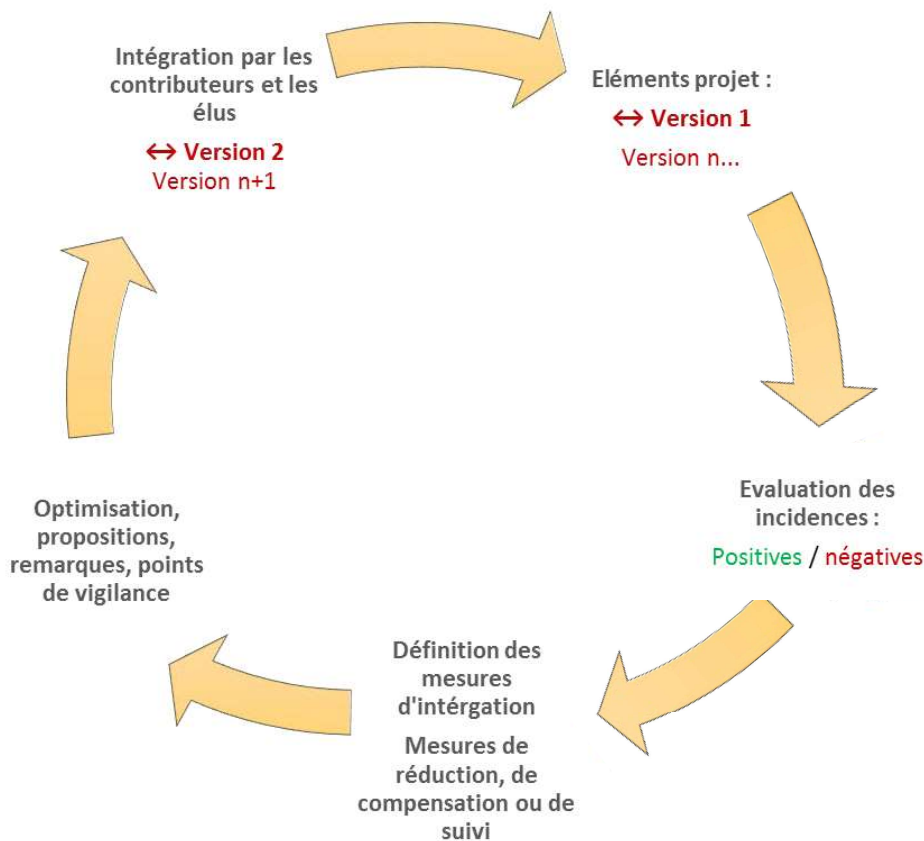 Intégration par les
contributeurs et les
élus
↔ Version 2
Version n+1
Eléments projet :
↔ Version 1
Version n...
Evaluation des
incidences :
Positives / négatives
Définition des
mesures
d'intérgation
Mesures de
réduction, de
compensation ou de
suivi
Optimisation,
propositions,
remarques, points
de vigilance